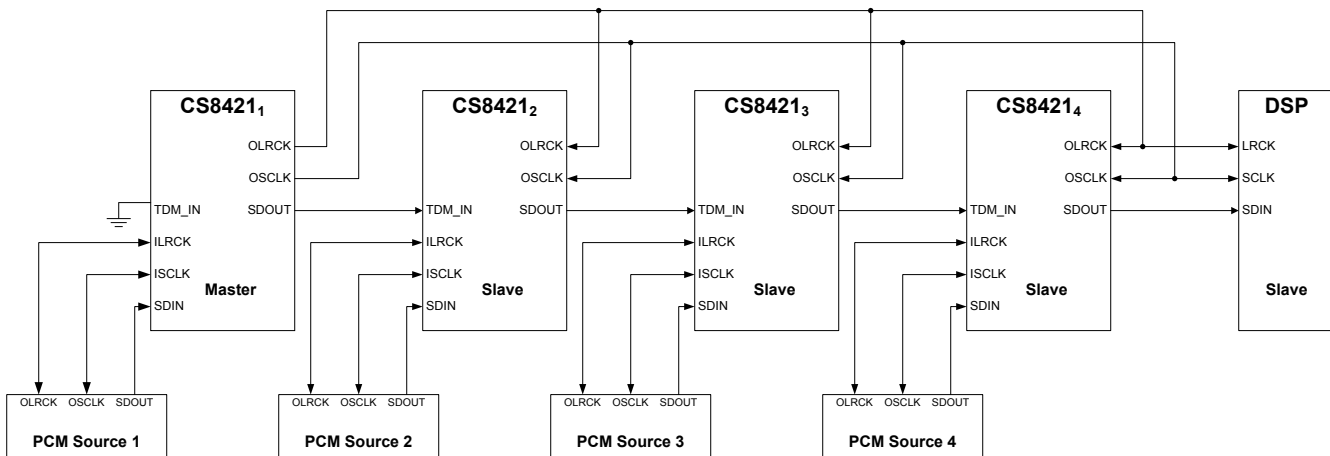 CS8421₁
OLRCK
OSCLK
TDM_IN
SDOUT
ILRCK
ISCLK
Master
SDIN
CS8421₂
OLRCK
OSCLK
TDM_IN
SDOUT
ILRCK
ISCLK
Slave
SDIN
CS8421₃
OLRCK
OSCLK
TDM_IN
SDOUT
ILRCK
ISCLK
Slave
SDIN
CS8421₄
OLRCK
OSCLK
TDM_IN
SDOUT
ILRCK
ISCLK
Slave
SDIN
DSP
LRCK
SCLK
SDIN
Slave
OLRCK OSCLK SDOUT
PCM Source 1
OLRCK OSCLK SDOUT
PCM Source 2
OLRCK OSCLK SDOUT
PCM Source 3
OLRCK OSCLK SDOUT
PCM Source 4